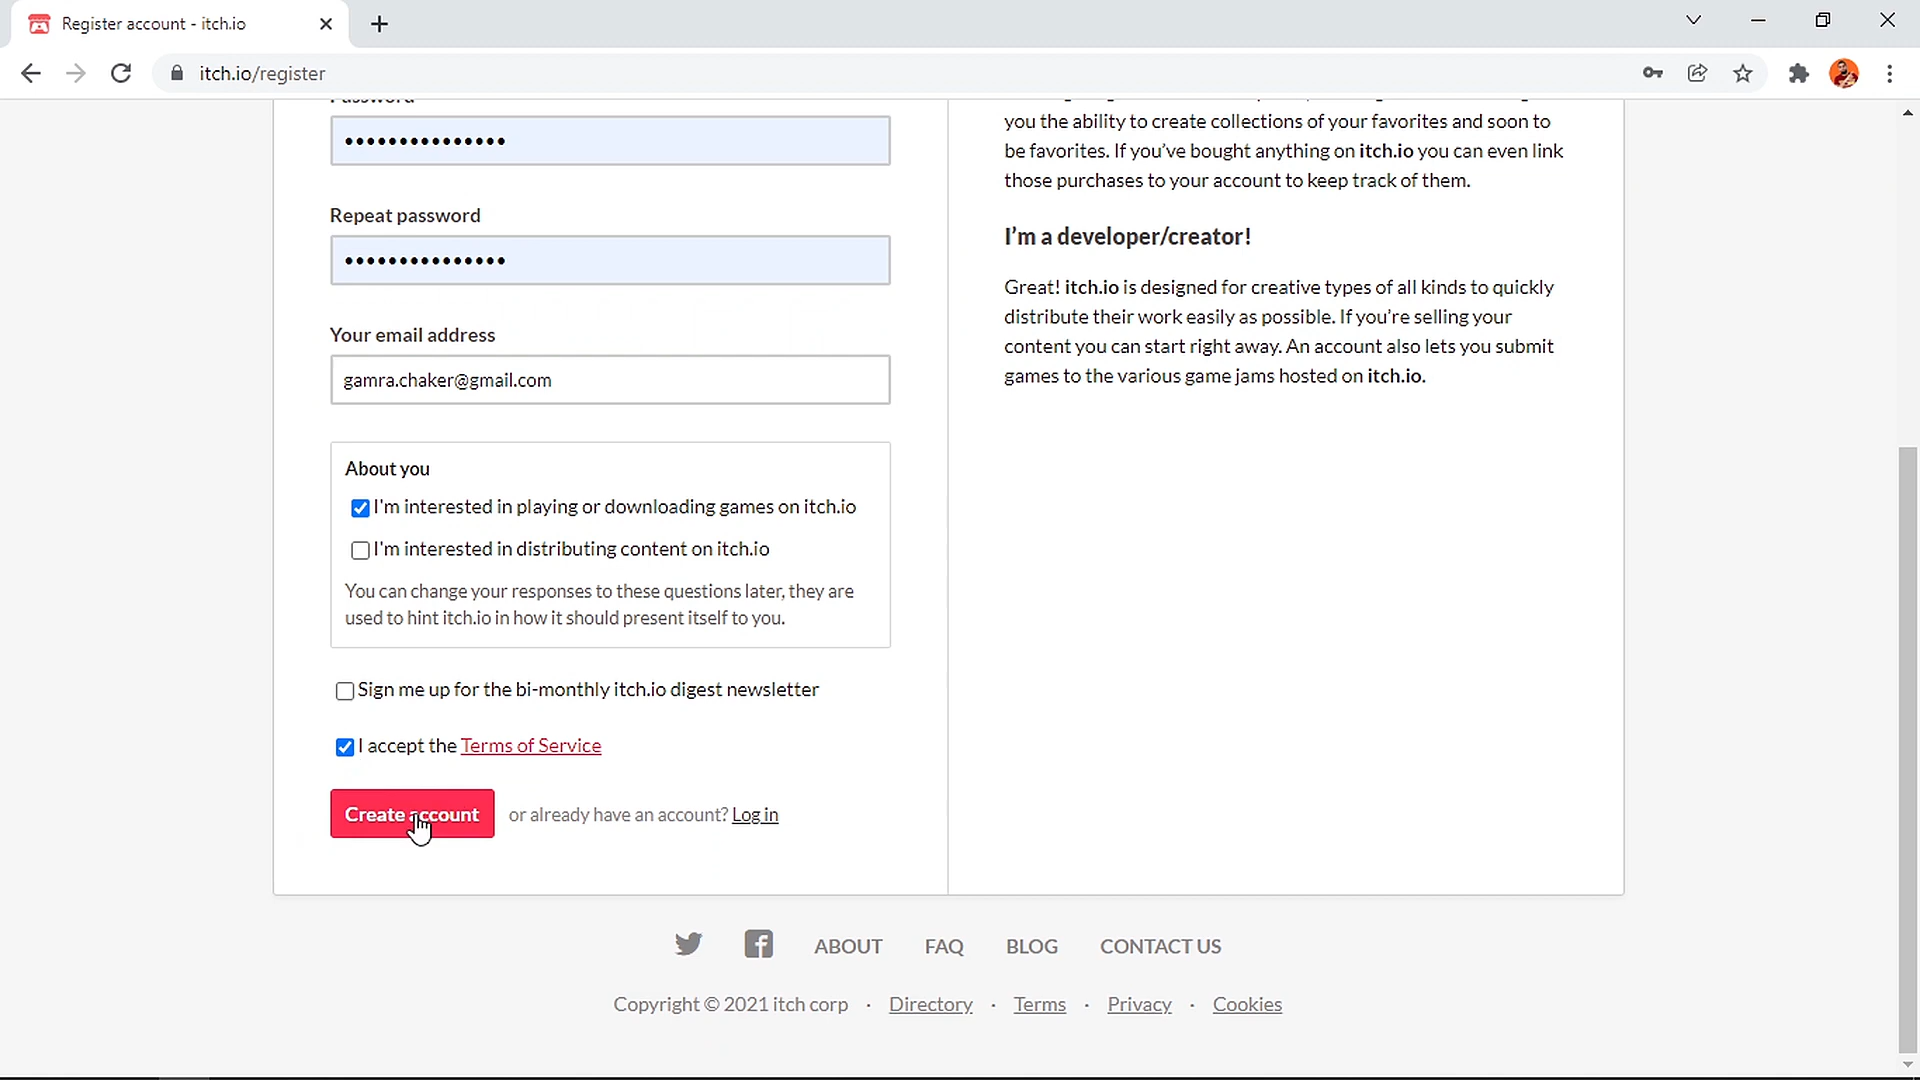 Register account - itch.io
itch.io/register
Password
Repeat password
Your email address
gamra.chaker@gmail.com
About you
I'm interested in playing or downloading games on itch.io
I'm interested in distributing content on itch.io
You can change your responses to these questions later, they are
used to hint itch.io in how it should present itself to you.
Sign me up for the bi-monthly itch.io digest newsletter
I accept the Terms of Service
Create account or already have an account? Log in
you the ability to create collections of your favorites and soon to
be favorites. If you’ve bought anything on itch.io you can even link
those purchases to your account to keep track of them.
I’m a developer/creator!
Great! itch.io is designed for creative types of all kinds to quickly
distribute their work easily as possible. If you’re selling your
content you can start right away. An account also lets you submit
games to the various game jams hosted on itch.io.
ABOUT FAQ BLOG CONTACT US
Copyright © 2021 itch corp · Directory · Terms · Privacy · Cookies